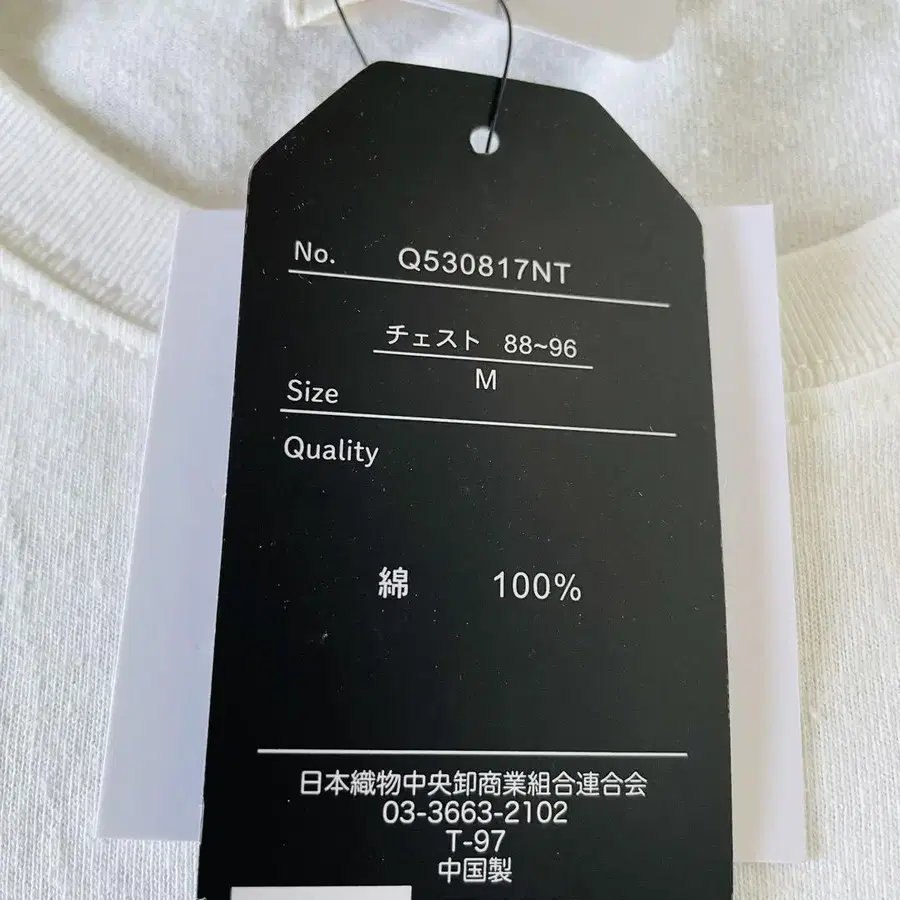 No. Q530817NT
チェスト 88~96
M
Size
Quality
綿 100%
日本織物中央卸商業組合連合会
03-3663-2102
T-97
中国製